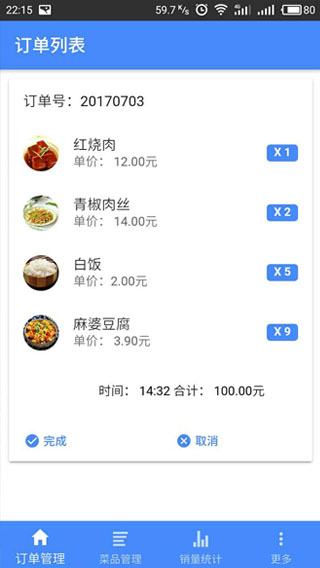 22:15 59.7 K/s 80
订单列表
订单号：20170703
红烧肉
单价： 12.00元
X 1
青椒肉丝
单价： 14.00元
X 2
白饭
单价：2.00元
X 5
麻婆豆腐
单价： 3.90元
X 9
时间： 14:32 合计： 100.00元
完成 取消
订单管理 菜品管理 销量统计 更多